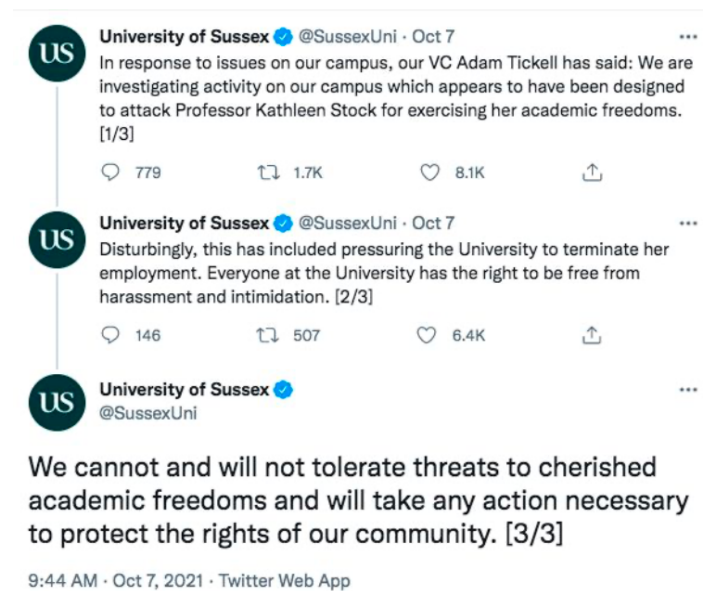 US
University of Sussex @SussexUni · Oct 7
In response to issues on our campus, our VC Adam Tickell has said: We are
investigating activity on our campus which appears to have been designed
to attack Professor Kathleen Stock for exercising her academic freedoms.
[1/3]
779 1.7K 8.1K
US
University of Sussex @SussexUni · Oct 7
Disturbingly, this has included pressuring the University to terminate her
employment. Everyone at the University has the right to be free from
harassment and intimidation. [2/3]
146 507 6.4K
US
University of Sussex
@SussexUni
We cannot and will not tolerate threats to cherished
academic freedoms and will take any action necessary
to protect the rights of our community. [3/3]
9:44 AM · Oct 7, 2021 · Twitter Web App